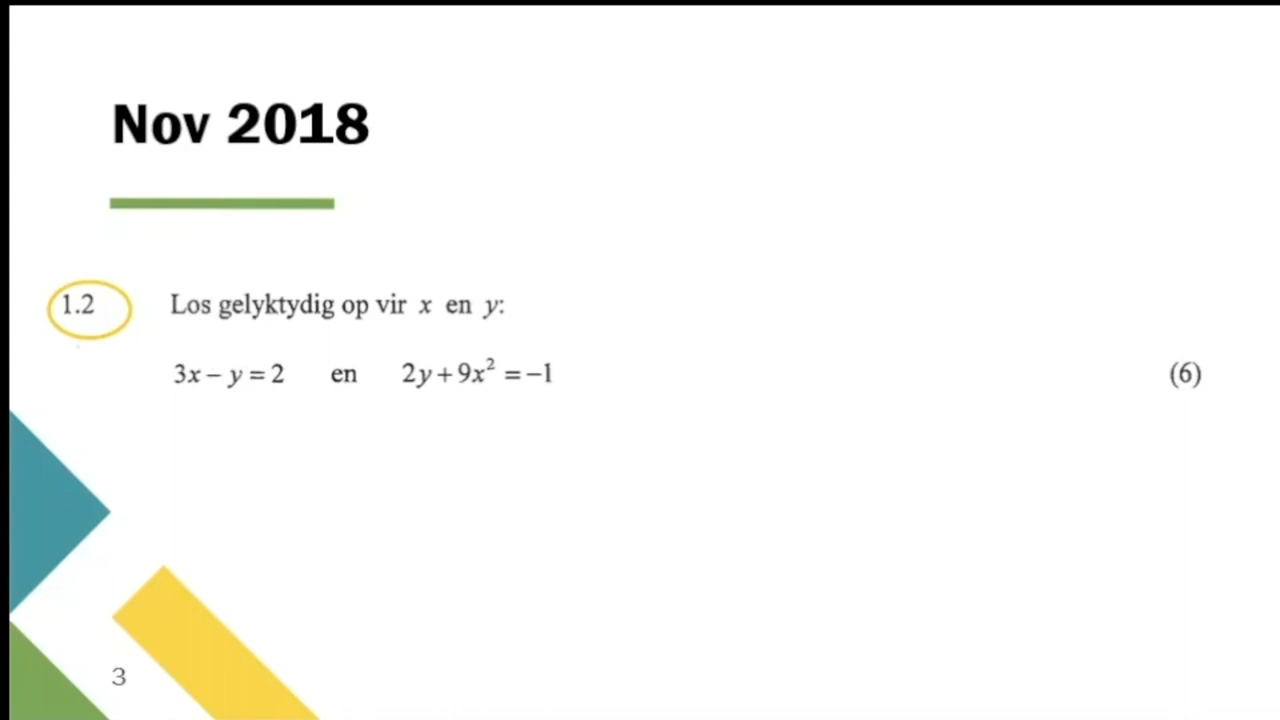 Nov 2018
1.2 Los gelyktydig op vir x en y:
3x − y = 2 en 2y + 9x² = −1 (6)
3